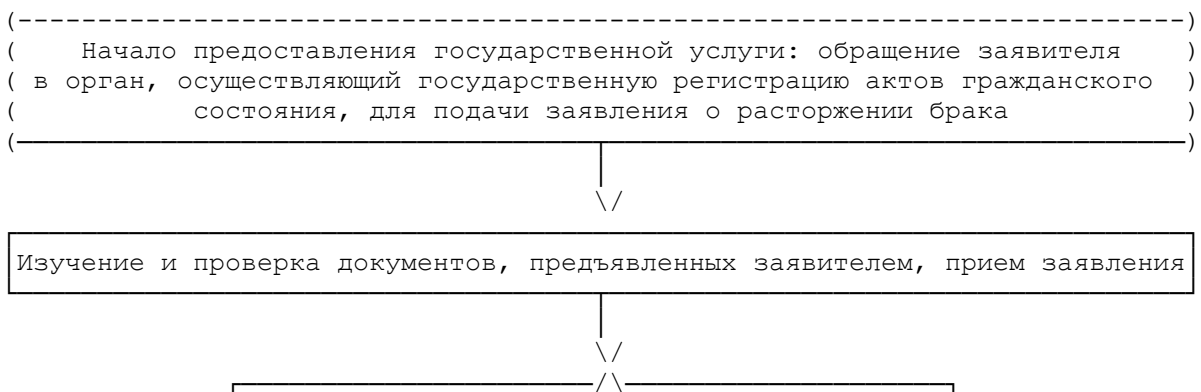 Начало предоставления государственной услуги: обращение заявителя
в орган, осуществляющий государственную регистрацию актов гражданского
состояния, для подачи заявления о расторжении брака
Изучение и проверка документов, предъявленных заявителем, прием заявления